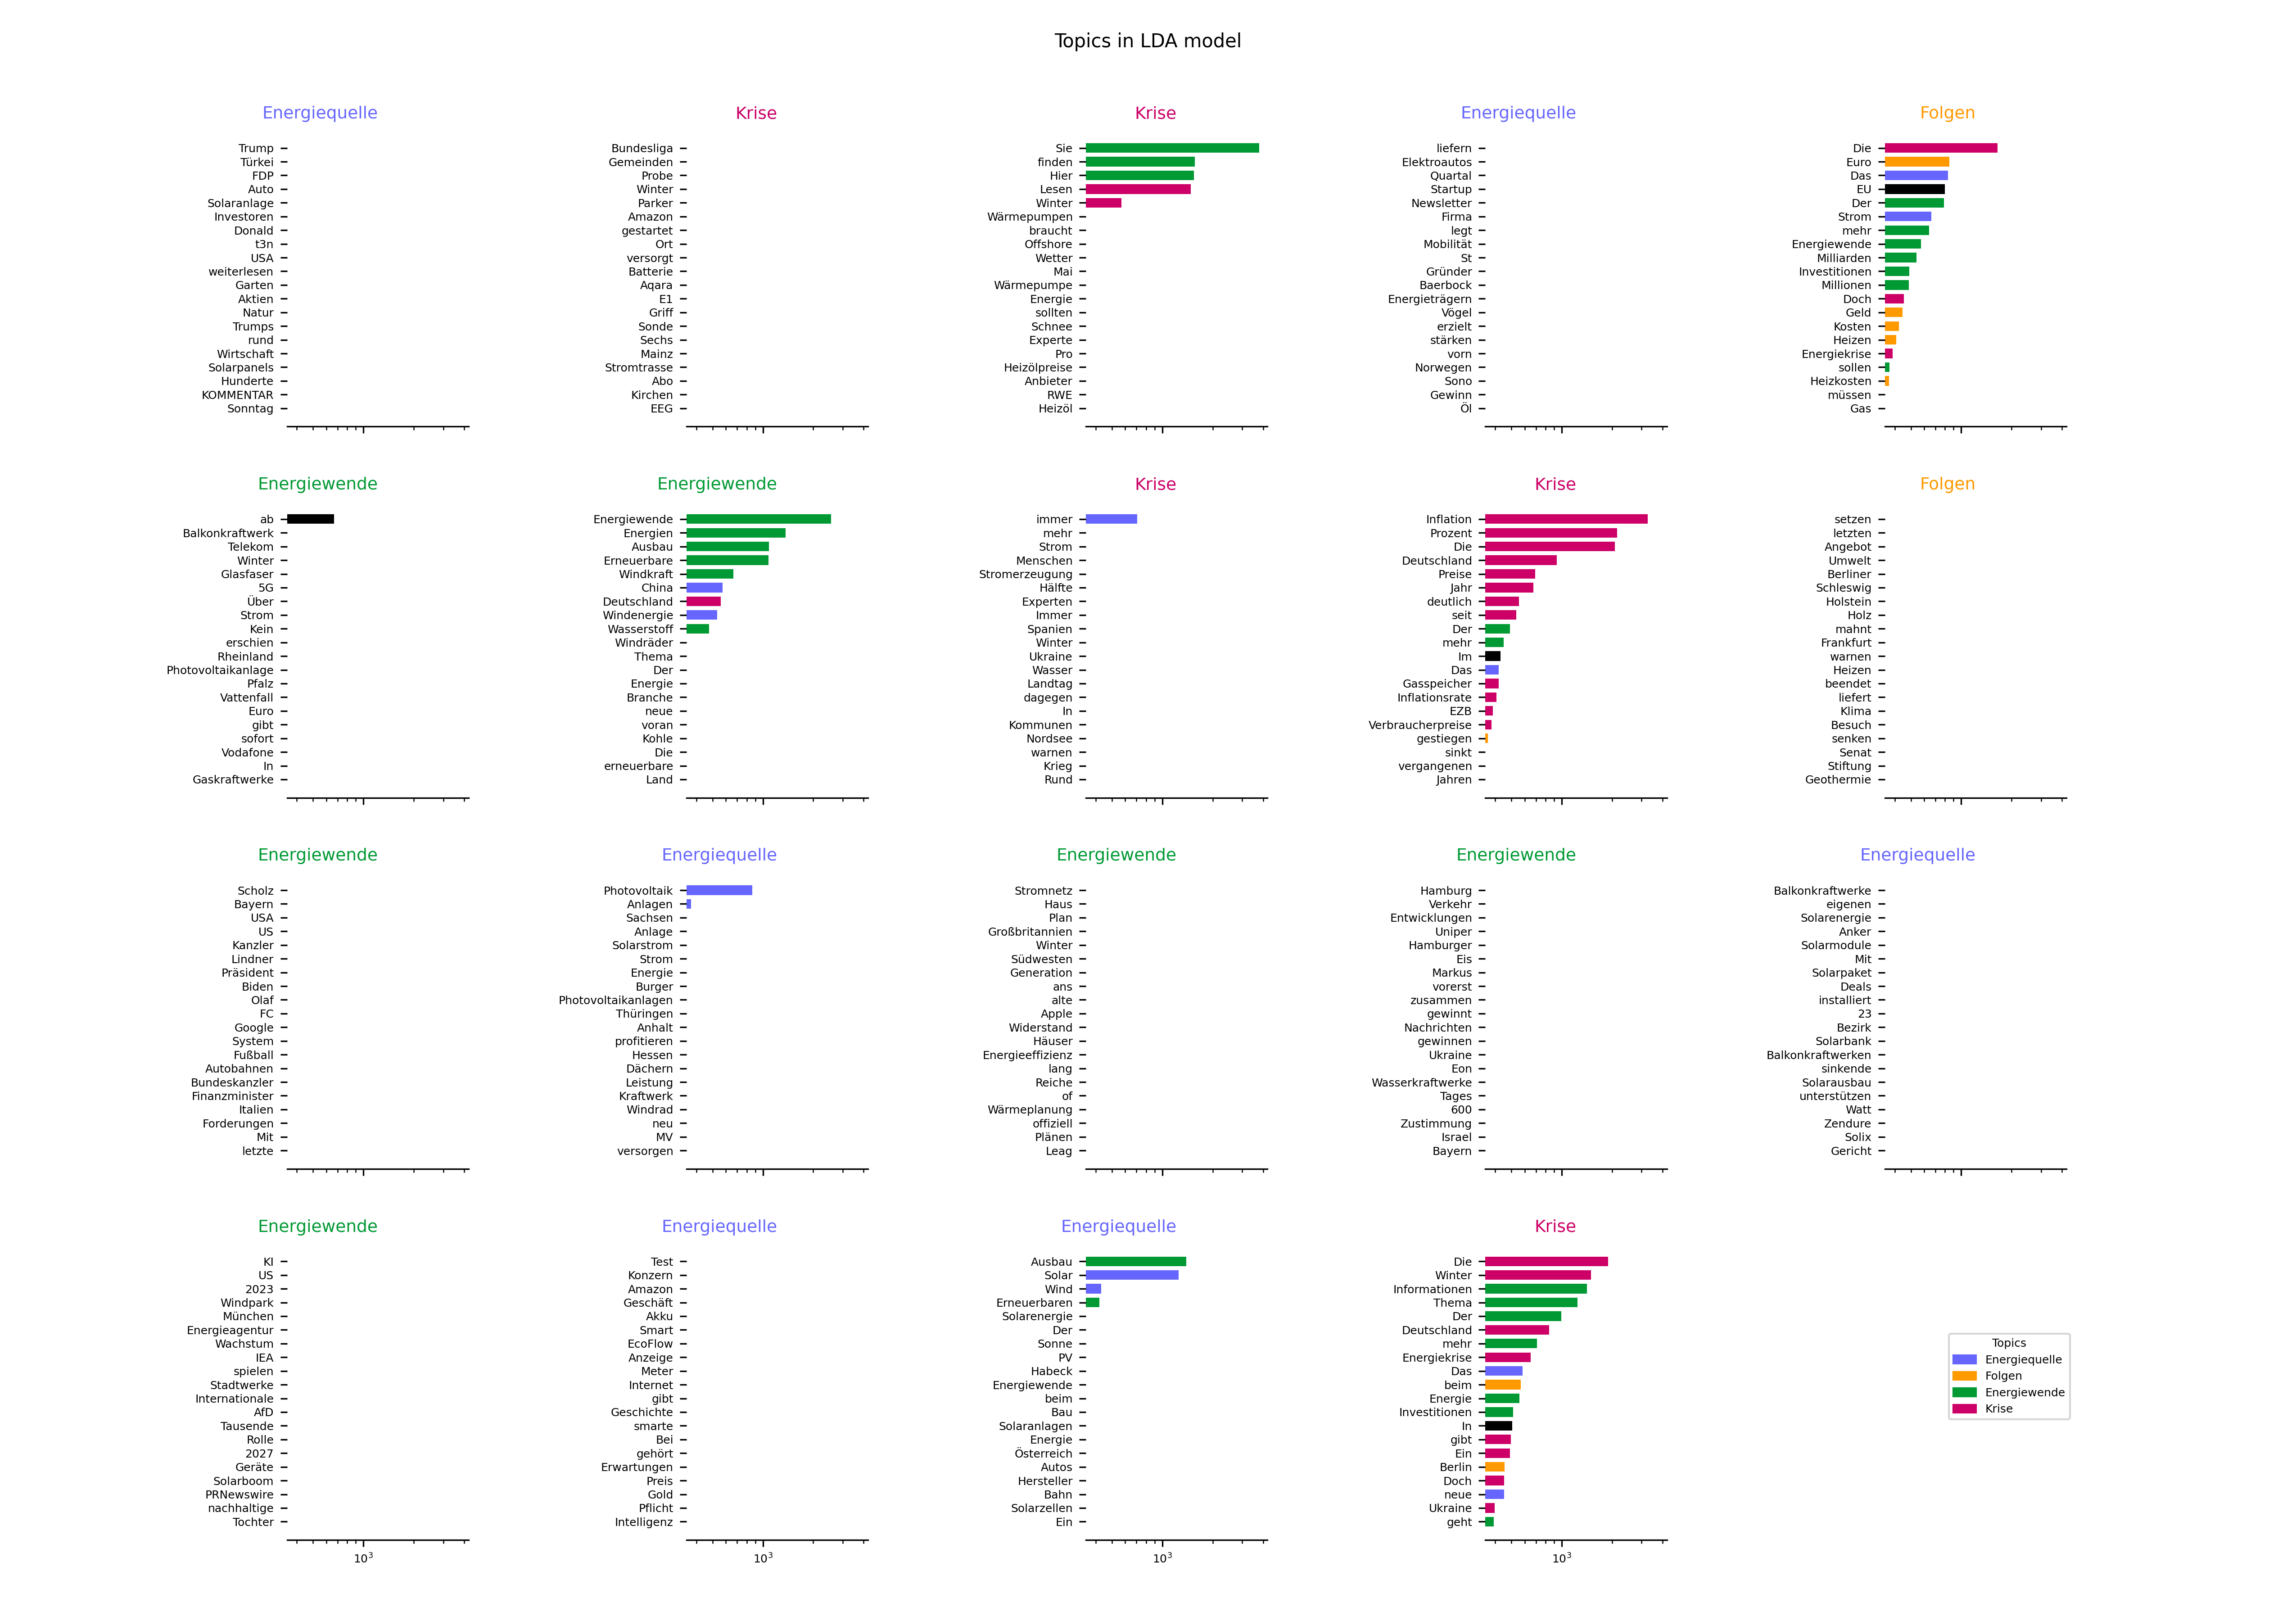 Topics in LDA model
Energiequelle
Trump
Türkei
FDP
Auto
Solaranlage
Investoren
Donald
t3n
USA
weiterlesen
Garten
Aktien
Natur
Trumps
rund
Wirtschaft
Solarpanels
Hunderte
KOMMENTAR
Sonntag
Krise
Bundesliga
Gemeinden
Probe
Winter
Parker
Amazon
gestartet
Ort
versorgt
Batterie
Aqara
E1
Griff
Sonde
Sechs
Mainz
Stromtrasse
Abo
Kirchen
EEG
Krise
Sie
finden
Hier
Lesen
Winter
Wärmepumpen
braucht
Offshore
Wetter
Mai
Wärmepumpe
Energie
sollten
Schnee
Experte
Pro
Heizölpreise
Anbieter
RWE
Heizöl
Energiequelle
liefern
Elektroautos
Quartal
Startup
Newsletter
Firma
legt
Mobilität
St
Gründer
Baerbock
Energieträgern
Vögel
erzielt
stärken
vorn
Norwegen
Sono
Gewinn
Öl
Folgen
Die
Euro
Das
EU
Der
Strom
mehr
Energiewende
Milliarden
Investitionen
Millionen
Doch
Geld
Kosten
Heizen
Energiekrise
sollen
Heizkosten
müssen
Gas
Energiewende
ab
Balkonkraftwerk
Telekom
Winter
Glasfaser
5G
Über
Strom
Kein
erschien
Rheinland
Photovoltaikanlage
Pfalz
Vattenfall
Euro
gibt
sofort
Vodafone
In
Gaskraftwerke
Energiewende
Energiewende
Energien
Ausbau
Erneuerbare
Windkraft
China
Deutschland
Windenergie
Wasserstoff
Windräder
Thema
Der
Energie
Branche
neue
voran
Kohle
Die
erneuerbare
Land
Krise
immer
mehr
Strom
Menschen
Stromerzeugung
Hälfte
Experten
Immer
Spanien
Winter
Ukraine
Wasser
Landtag
dagegen
In
Kommunen
Nordsee
warnen
Krieg
Rund
Krise
Inflation
Prozent
Die
Deutschland
Preise
Jahr
deutlich
seit
Der
mehr
Im
Das
Gasspeicher
Inflationsrate
EZB
Verbraucherpreise
gestiegen
sinkt
vergangenen
Jahren
Folgen
setzen
letzten
Angebot
Umwelt
Berliner
Schleswig
Holstein
Holz
mahnt
Frankfurt
warnen
Heizen
beendet
liefert
Klima
Besuch
senken
Senat
Stiftung
Geothermie
Energiewende
Scholz
Bayern
USA
US
Kanzler
Lindner
Präsident
Biden
Olaf
FC
Google
System
Fußball
Autobahnen
Bundeskanzler
Finanzminister
Italien
Forderungen
Mit
letzte
Energiequelle
Photovoltaik
Anlagen
Sachsen
Anlage
Solarstrom
Strom
Energie
Burger
Photovoltaikanlagen
Thüringen
Anhalt
profitieren
Hessen
Dächern
Leistung
Kraftwerk
Windrad
neu
MV
versorgen
Energiewende
Stromnetz
Haus
Plan
Großbritannien
Winter
Südwesten
Generation
ans
alte
Apple
Widerstand
Häuser
Energieeffizienz
lang
Reiche
of
Wärmeplanung
offiziell
Plänen
Leag
Energiewende
Hamburg
Verkehr
Entwicklungen
Uniper
Hamburger
Eis
Markus
vorerst
zusammen
gewinnt
Nachrichten
gewinnen
Ukraine
Eon
Wasserkraftwerke
Tages
600
Zustimmung
Israel
Bayern
Energiequelle
Balkonkraftwerke
eigenen
Solarenergie
Anker
Solarmodule
Mit
Solarpaket
Deals
installiert
23
Bezirk
Solarbank
Balkonkraftwerken
sinkende
Solarausbau
unterstützen
Watt
Zendure
Solix
Gericht
Energiewende
KI
US
2023
Windpark
München
Energieagentur
Wachstum
IEA
spielen
Stadtwerke
Internationale
AfD
Tausende
Rolle
2027
Geräte
Solarboom
PRNewswire
nachhaltige
Tochter
10³
Energiequelle
Test
Konzern
Amazon
Geschäft
Akku
Smart
EcoFlow
Anzeige
Meter
Internet
gibt
Geschichte
smarte
Bei
gehört
Erwartungen
Preis
Gold
Pflicht
Intelligenz
10³
Energiequelle
Ausbau
Solar
Wind
Erneuerbaren
Solarenergie
Der
Sonne
PV
Habeck
Energiewende
beim
Bau
Solaranlagen
Energie
Österreich
Autos
Hersteller
Bahn
Solarzellen
Ein
10³
Krise
Die
Winter
Informationen
Thema
Der
Deutschland
mehr
Energiekrise
Das
beim
Energie
Investitionen
In
gibt
Ein
Berlin
Doch
neue
Ukraine
geht
10³
Topics
Energiequelle
Folgen
Energiewende
Krise